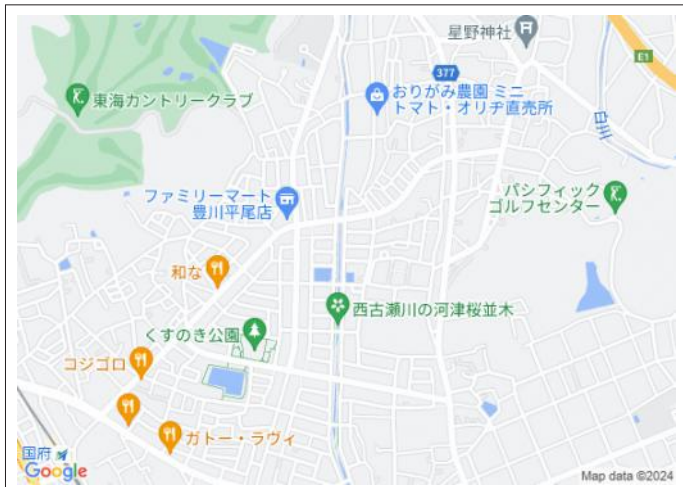 星野神社
377
E1
東海カントリークラブ
おりがみ農園 ミニ
トマト・オリヂ直売所
白川
ファミリーマート
豊川平尾店
パシフィック
ゴルフセンター
和な
西古瀬川の河津桜並木
くすのき公園
コジゴロ
ガトー・ラヴィ
国府
Google
Map data ©2024